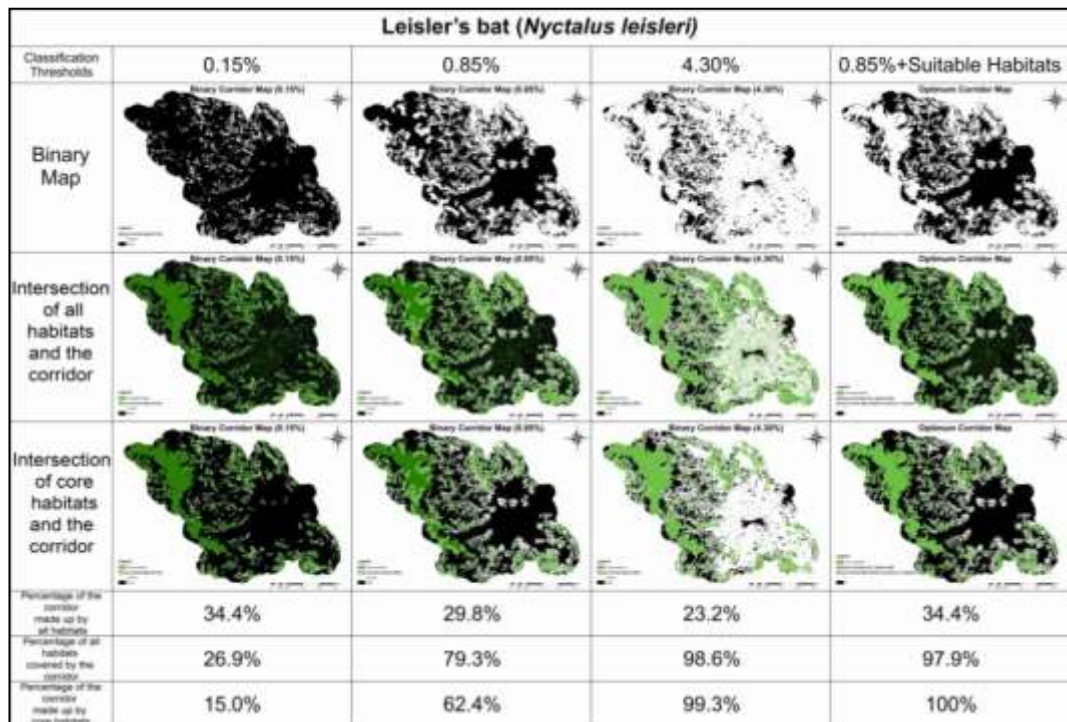 Leisler's bat (Nyctalus leisleri)
Classification
Thresholds
0.15%
0.85%
4.30%
0.85%+Suitable Habitats
Binary Corridor Map (0.15%)
Binary Corridor Map (0.85%)
Binary Corridor Map (4.30%)
Optimum Corridor Map
Binary
Map
Binary Corridor Map (0.15%)
Binary Corridor Map (0.85%)
Binary Corridor Map (4.30%)
Optimum Corridor Map
Intersection
of all
habitats
and the
corridor
Binary Corridor Map (0.15%)
Binary Corridor Map (0.85%)
Binary Corridor Map (4.30%)
Optimum Corridor Map
Intersection
of core
habitats
and the
corridor
Percentage of the
corridor
made up by
all habitats
34.4%
29.8%
23.2%
34.4%
Percentage of all
habitats
covered by the
corridor
26.9%
79.3%
98.6%
97.9%
Percentage of the
corridor
made up by
core habitats
15.0%
62.4%
99.3%
100%